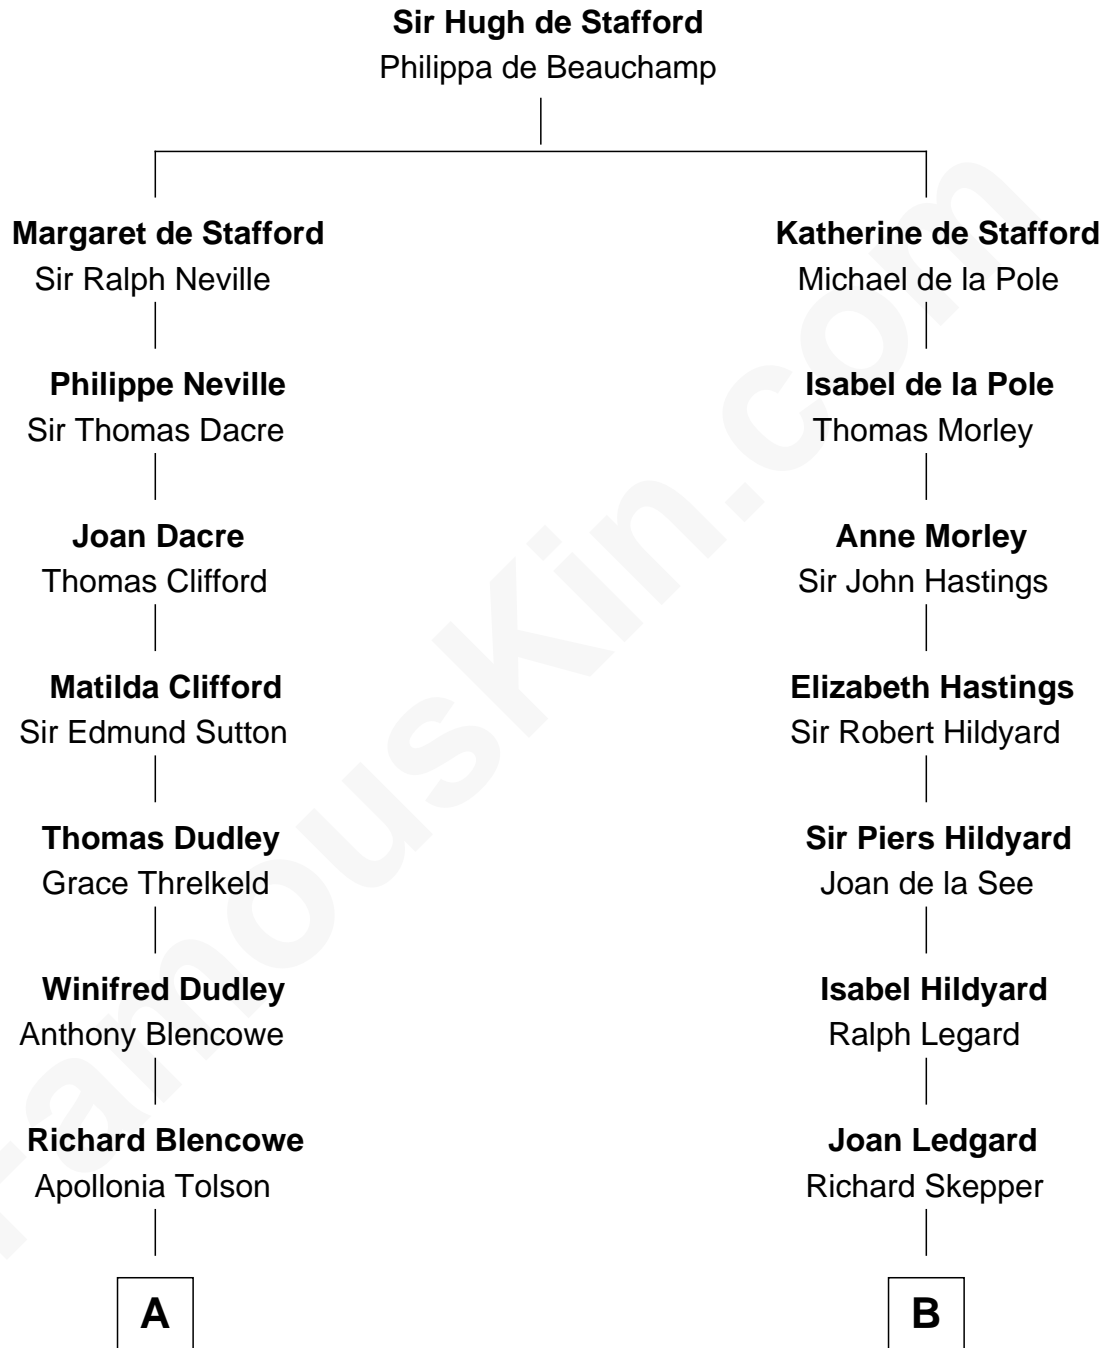 Sir Hugh de Stafford
Philippa de Beauchamp
Margaret de Stafford
Sir Ralph Neville
Katherine de Stafford
Michael de la Pole
Philippe Neville
Sir Thomas Dacre
Isabel de la Pole
Thomas Morley
Joan Dacre
Thomas Clifford
Anne Morley
Sir John Hastings
Matilda Clifford
Sir Edmund Sutton
Elizabeth Hastings
Sir Robert Hildyard
Thomas Dudley
Grace Threlkeld
Sir Piers Hildyard
Joan de la See
Winifred Dudley
Anthony Blencowe
Isabel Hildyard
Ralph Legard
Richard Blencowe
Apollonia Tolson
Joan Ledgard
Richard Skepper
A
B
FamousKin.com